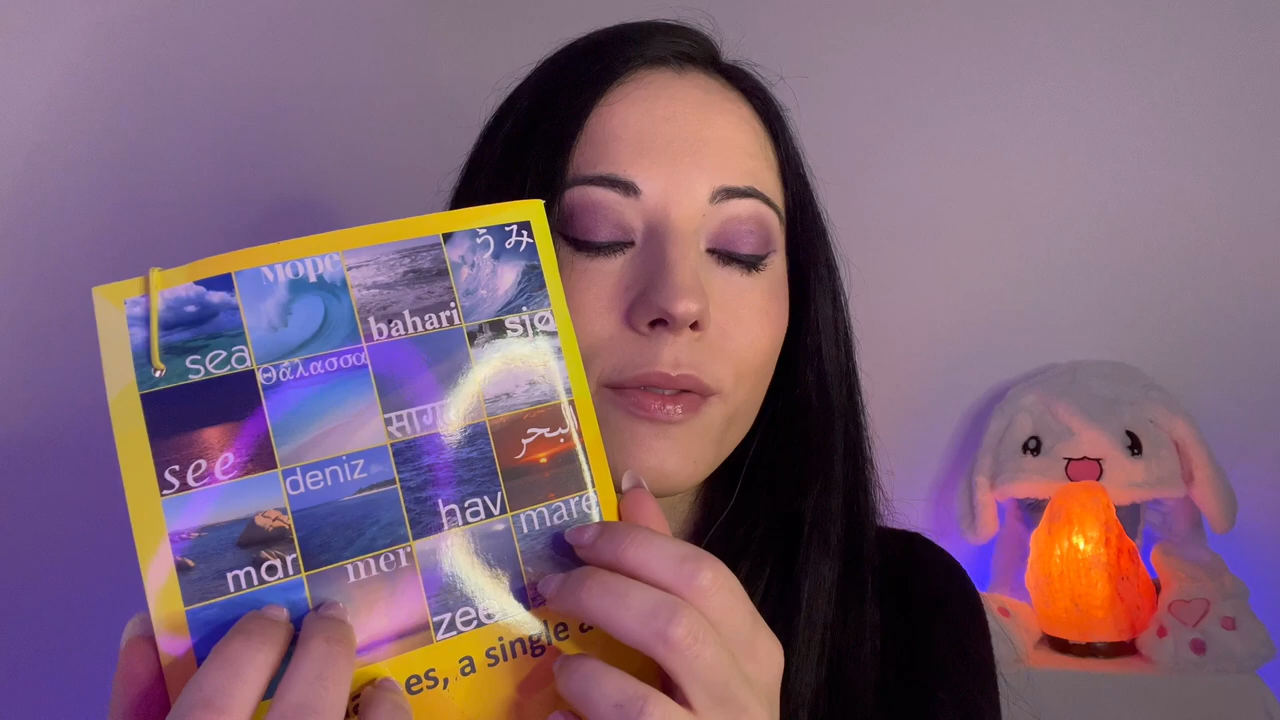 sea
море
bahari
うみ
see
Θάλασσα
sjø
mar
deniz
hav
البحر
mer
zee
mare
es, a single